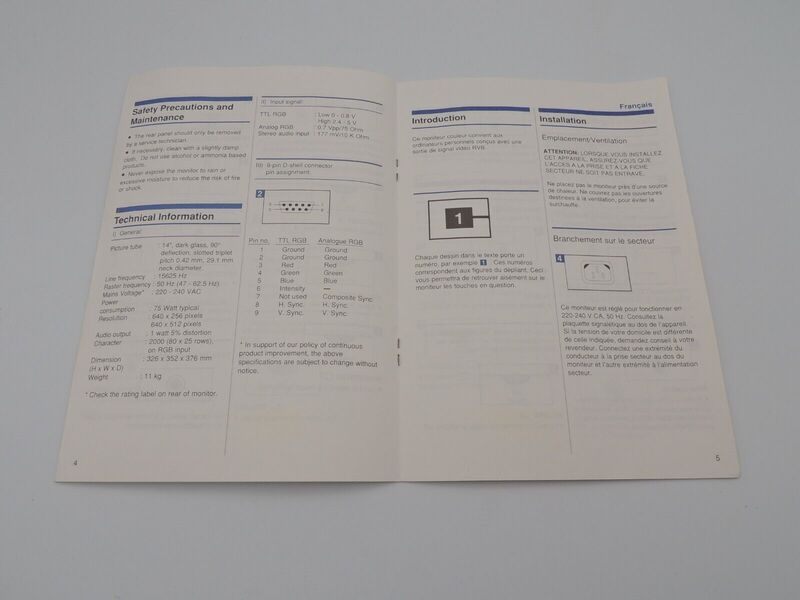 Safety Precautions and
Maintenance
• The rear panel should only be removed
by a service technician.
• If necessary, clean with a slightly damp
cloth. Do not use alcohol or ammonia based
products.
• Never expose the monitor to rain or
excessive moisture to reduce the risk of fire
or shock.
Technical Information
I) General:
Picture tube : 14", dark glass, 90°
deflection, slotted triplet
pitch 0.42 mm, 29.1 mm
neck diameter.
Line frequency : 15625 Hz
Raster frequency : 50 Hz (47 - 62.5 Hz)
Mains Voltage* : 220 - 240 VAC
Power
consumption : 75 Watt typical
Resolution : 640 x 256 pixels
640 x 512 pixels
Audio output : 1 watt 5% distortion
Character : 2000 (80 x 25 rows),
on RGB input
Dimension : 326 x 352 x 376 mm
(H x W x D)
Weight : 11 kg
* Check the rating label on rear of monitor.
4
II) Input signal:
TTL RGB : Low 0 - 0.8 V
High 2.4 - 5 V
Analog RGB : 0.7 Vpp/75 Ohm
Stereo audio input : 177 mV/10 K Ohm
III) 9-pin D-shell connector
pin assignment:
2
Pin no. TTL RGB Analogue RGB
1 Ground Ground
2 Ground Ground
3 Red Red
4 Green Green
5 Blue Blue
6 Intensity —
7 Not used Composite Sync.
8 H. Sync. H. Sync.
9 V. Sync. V. Sync.
* In support of our policy of continuous
product improvement, the above
specifications are subject to change without
notice.
Introduction
Ce moniteur couleur convient aux
ordinateurs personnels conçus avec une
sortie de signal vidéo RVB.
1
Chaque dessin dans le texte porte un
numéro, par exemple 1. Ces numéros
correspondent aux figures du dépliant. Ceci
vous permettra de retrouver aisément sur le
moniteur les touches en question.
Français
Installation
Emplacement/Ventilation
ATTENTION: LORSQUE VOUS INSTALLEZ
CET APPAREIL, ASSUREZ-VOUS QUE
L'ACCES A LA PRISE ET A LA FICHE
SECTEUR NE SOIT PAS ENTRAVE.
Ne placez pas le moniteur près d'une source
de chaleur. Ne couvrez pas les ouvertures
destinées à la ventilation, pour éviter la
surchauffe.
Branchement sur le secteur
4
Ce moniteur est réglé pour fonctionner en
220-240 V CA, 50 Hz. Consultez la
plaquette signalétique au dos de l'appareil.
Si la tension de votre domicile est différente
de celle indiquée, demandez conseil à votre
revendeur. Connectez une extrémité du
conducteur à la prise secteur au dos du
moniteur et l'autre extrémité à l'alimentation
secteur.
5